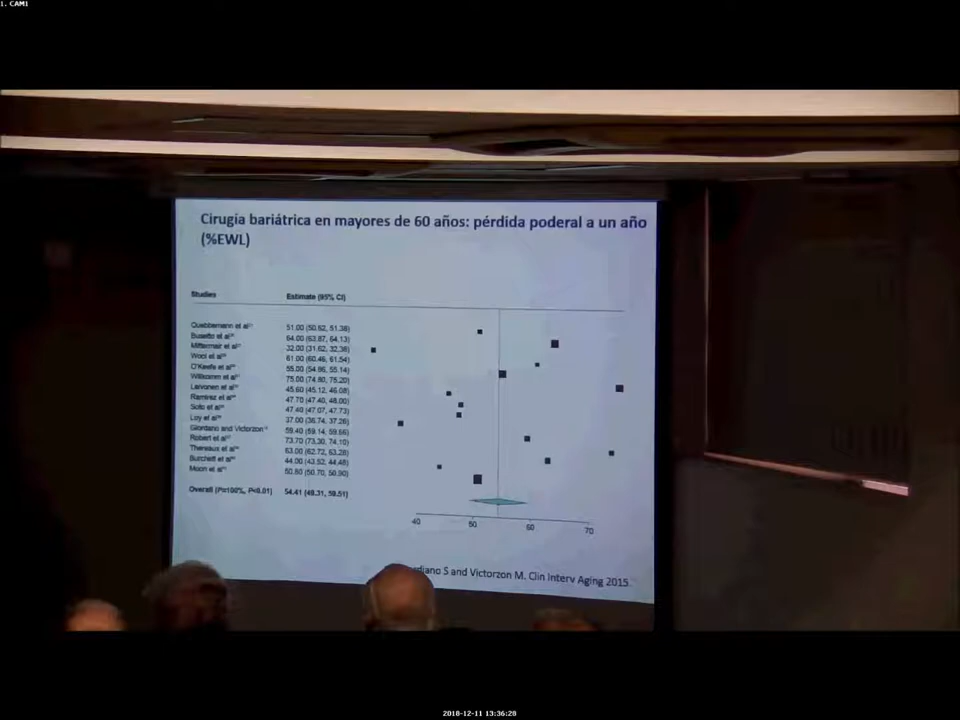 1. CAM1
Cirugía bariátrica en mayores de 60 años: pérdida poderal a un año
(%EWL)
Studies Estimate (95% CI)
Quebbemann et al 51.00 (50.62, 51.38)
Busetto et al 64.00 (63.87, 64.13)
Mittermair et al 32.00 (31.62, 32.38)
Wool et al 61.00 (60.46, 61.54)
O'Keefe et al 55.00 (54.86, 55.14)
Willkomm et al 75.00 (74.80, 75.20)
Leivonen et al 45.60 (45.12, 46.08)
Ramirez et al 47.70 (47.40, 48.00)
Soto et al 47.40 (47.07, 47.73)
Loy et al 37.00 (36.74, 37.26)
Giordano and Victorzon 59.40 (59.14, 59.66)
Robert et al 73.70 (73.30, 74.10)
Thereaux et al 63.00 (62.72, 63.28)
Burchett et al 44.00 (43.52, 44.48)
Moon et al 50.80 (50.70, 50.90)
Overall (I²=100%, P<0.01) 54.41 (49.31, 59.51)
40 50 60 70
S and Victorzon M. Clin Interv Aging 2015.
2018-12-11 13:36:28